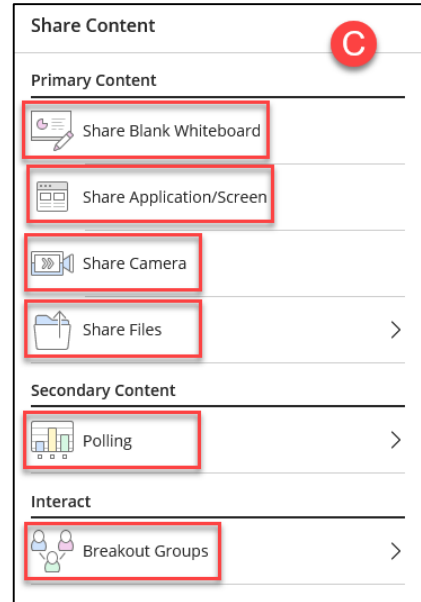 Share Content
C
Primary Content
Share Blank Whiteboard
Share Application/Screen
Share Camera
Share Files
Secondary Content
Polling
Interact
Breakout Groups